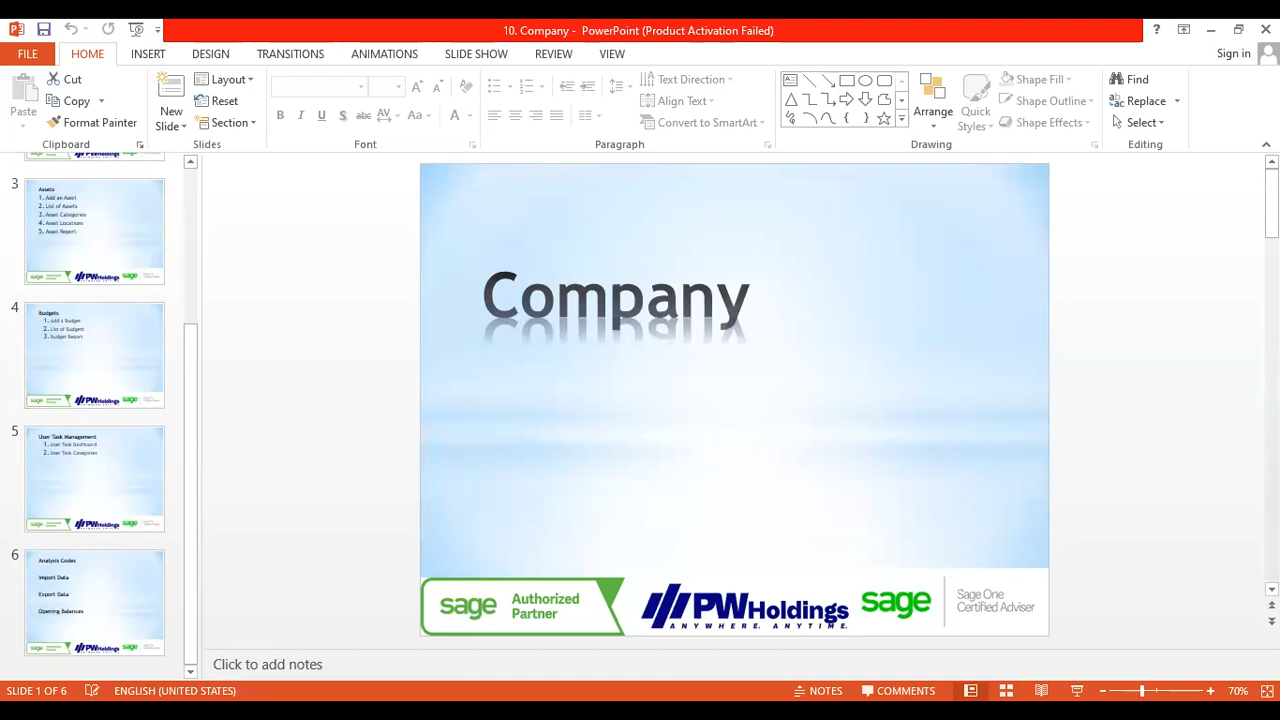 10. Company - PowerPoint (Product Activation Failed)
FILE HOME INSERT DESIGN TRANSITIONS ANIMATIONS SLIDE SHOW REVIEW VIEW Sign in
Paste
Cut
Copy
Format Painter
Clipboard
New
Slide
Layout
Reset
Section
Slides
B I U S abc AV Aa A
Font
Text Direction
Align Text
Convert to SmartArt
Paragraph
Arrange
Quick
Styles
Shape Fill
Shape Outline
Shape Effects
Drawing
Find
Replace
Select
Editing
3
Assets
1. Add an Asset
2. List of Assets
3. Asset Categories
4. Asset Locations
5. Asset Report
4
Budgets
1. Add a Budget
2. List of Budgets
3. Budget Report
5
User Task Management
1. User Task Dashboard
2. User Task Categories
6
Analysis Codes
Import Data
Export Data
Opening Balances
Company
sage Authorized
Partner
PWHoldings
ANYWHERE. ANYTIME.
sage
Sage One
Certified Adviser
Click to add notes
SLIDE 1 OF 6 ENGLISH (UNITED STATES) NOTES COMMENTS 70%